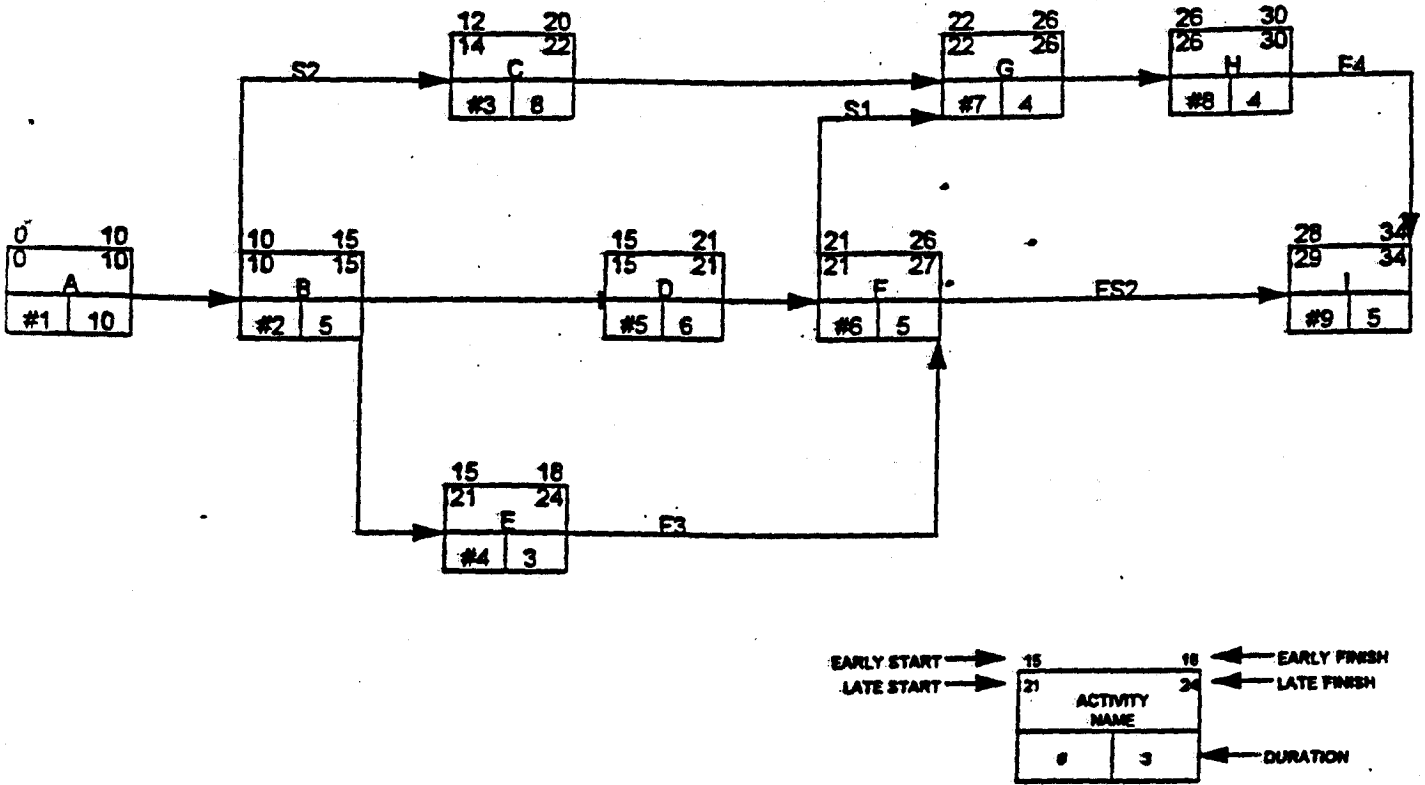 12 20
14 22
C
#3 8
22 26
22 26
G
#7 4
26 30
26 30
H
#8 4
S2
F4
S1
0 10
0 10
A
#1 10
10 15
10 15
B
#2 5
15 21
15 21
D
#5 6
21 26
21 27
F
#6 5
FS2
28 34
29 34
I
#9 5
15 18
21 24
E
#4 3
F3
EARLY START 15 18 EARLY FINISH
LATE START 21 24 LATE FINISH
ACTIVITY
NAME
# 3 DURATION